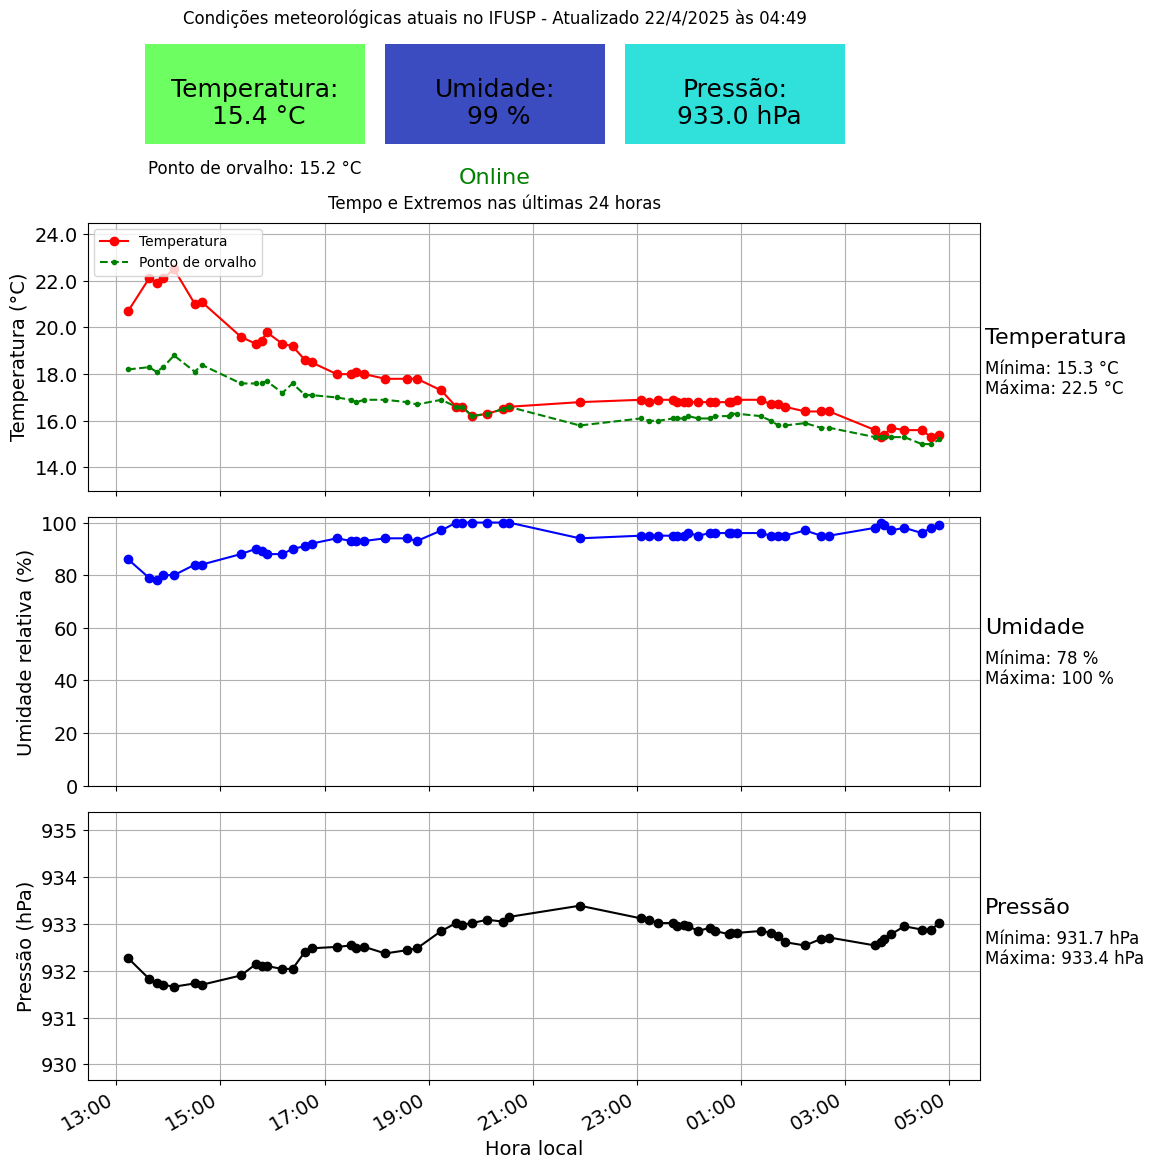 Condições meteorológicas atuais no IFUSP - Atualizado 22/4/2025 às 04:49
Temperatura:
15.4 °C
Umidade:
99 %
Pressão:
933.0 hPa
Ponto de orvalho: 15.2 °C
Online
Tempo e Extremos nas últimas 24 horas
Temperatura (°C)
24.0
22.0
20.0
18.0
16.0
14.0
Temperatura
Ponto de orvalho
Temperatura
Mínima: 15.3 °C
Máxima: 22.5 °C
Umidade relativa (%)
100
80
60
40
20
0
Umidade
Mínima: 78 %
Máxima: 100 %
Pressão (hPa)
935
934
933
932
931
930
Pressão
Mínima: 931.7 hPa
Máxima: 933.4 hPa
13:00
15:00
17:00
19:00
21:00
23:00
01:00
03:00
05:00
Hora local